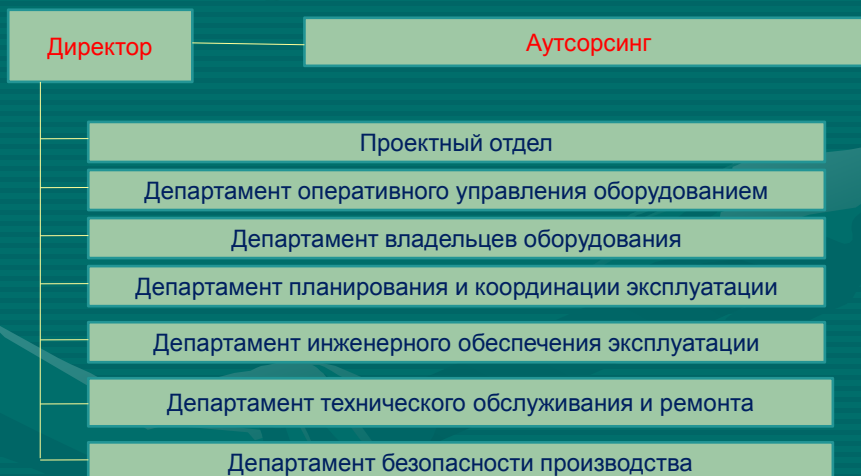 Директор
Аутсорсинг
Проектный отдел
Департамент оперативного управления оборудованием
Департамент владельцев оборудования
Департамент планирования и координации эксплуатации
Департамент инженерного обеспечения эксплуатации
Департамент технического обслуживания и ремонта
Департамент безопасности производства